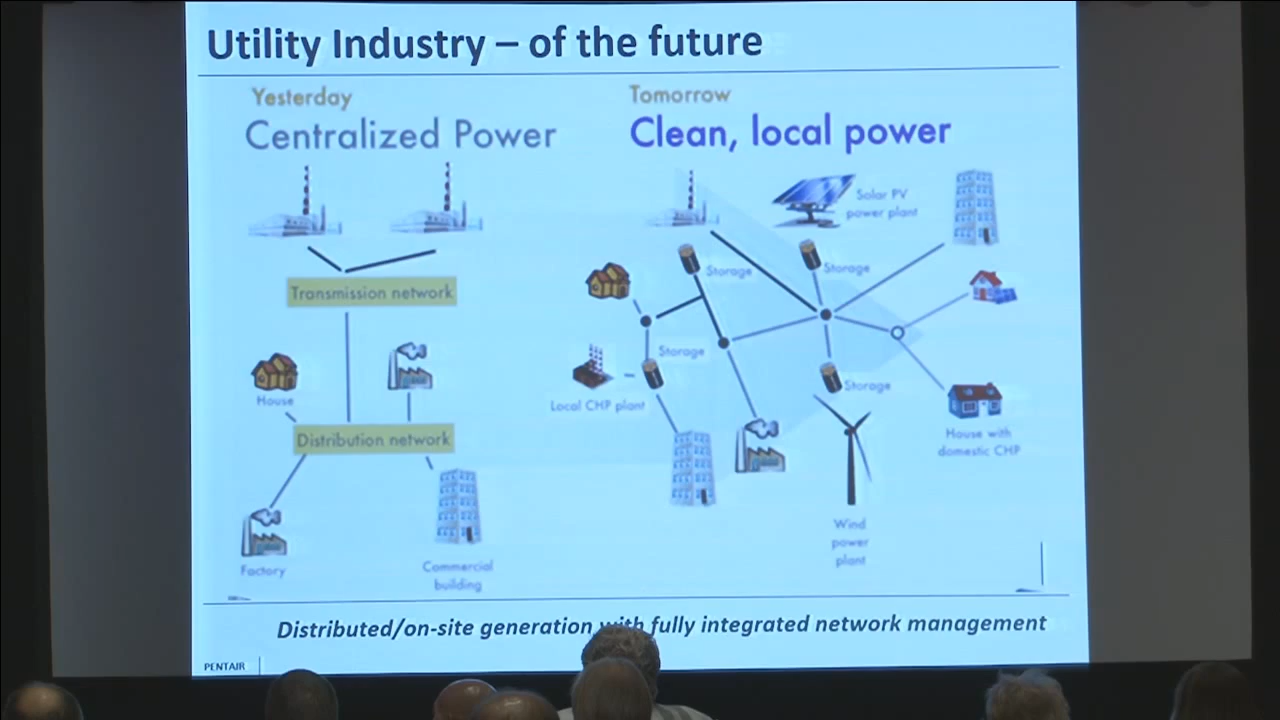 Utility Industry – of the future
Yesterday
Centralized Power
Transmission network
House
Distribution network
Factory
Commercial
building
Tomorrow
Clean, local power
Solar PV
power plant
Storage
Storage
Storage
Local CHP plant
Storage
House with
domestic CHP
Wind
power
plant
Distributed/on-site generation with fully integrated network management
PENTAIR